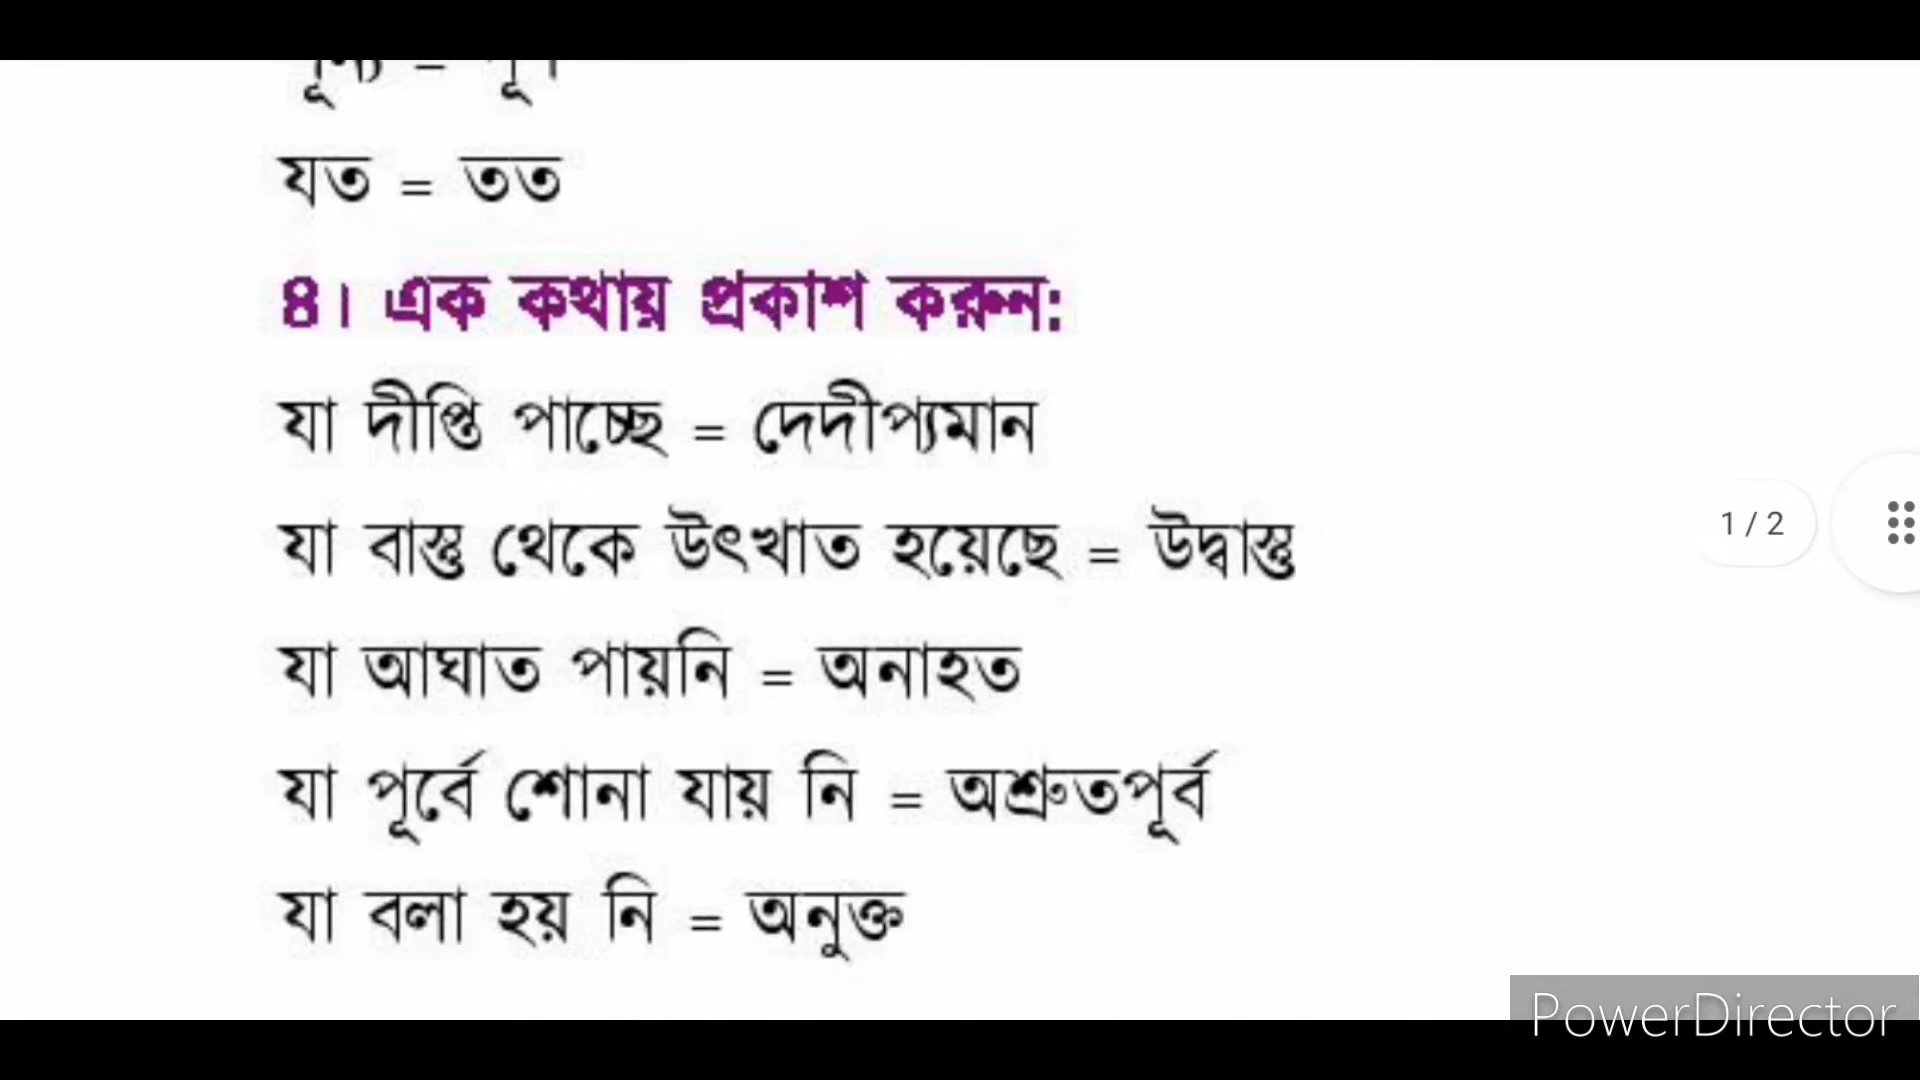 যত = তত
৪। এক কথায় প্রকাশ করুন:
যা দীপ্তি পাচ্ছে = দেদীপ্যমান
যা বাস্তু থেকে উৎখাত হয়েছে = উদ্বাস্তু
1 / 2
যা আঘাত পায়নি = অনাহত
যা পূর্বে শোনা যায় নি = অশ্রুতপূর্ব
যা বলা হয় নি = অনুক্ত
PowerDirector